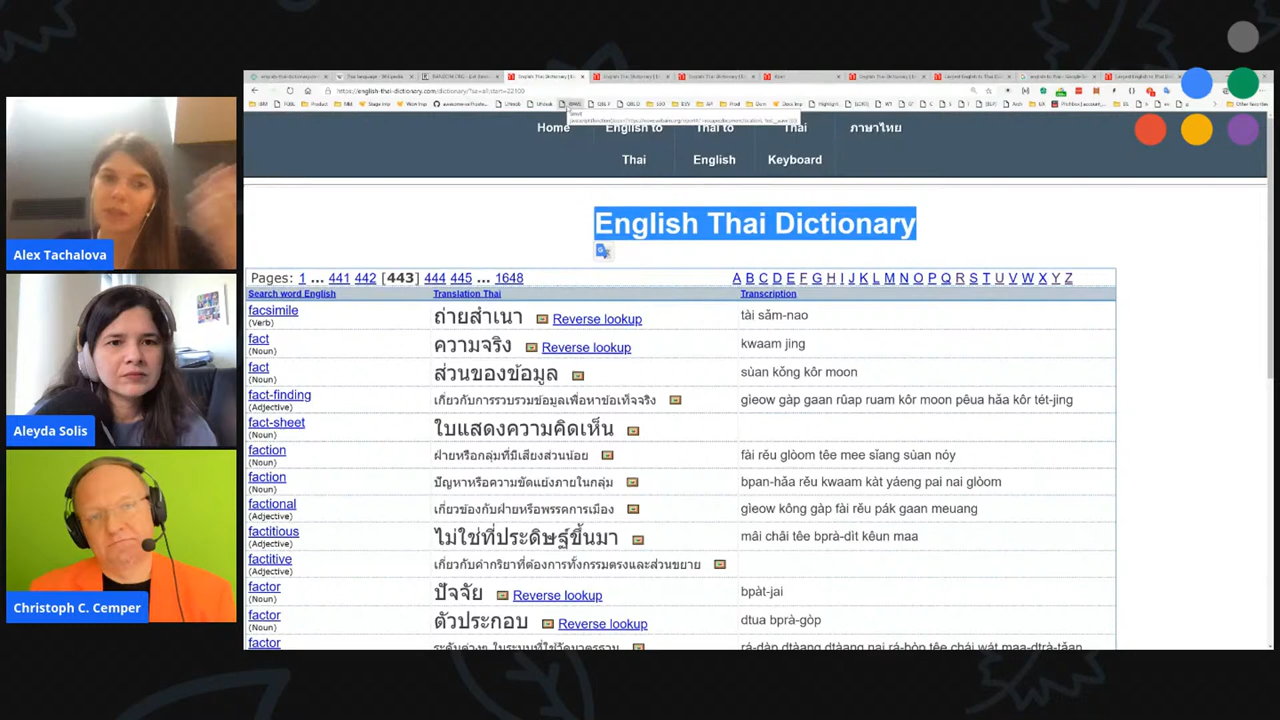 https://english-thai-dictionary.com/dictionary/?sa=all;start=22100
Home
English to
Thai
Thai to
English
Thai
Keyboard
ภาษาไทย
English Thai Dictionary
Pages: 1 ... 441 442 [443] 444 445 ... 1648
A B C D E F G H I J K L M N O P Q R S T U V W X Y Z
Search word English Translation Thai Transcription
facsimile ถ่ายสำเนา Reverse lookup tài sǎm-nao
(Verb)
fact ความจริง Reverse lookup kwaam jing
(Noun)
fact ส่วนของข้อมูล sùan kǒng kôr moon
(Noun)
fact-finding เกี่ยวกับการรวบรวมข้อมูลเพื่อหาข้อเท็จจริง gìeow gàp gaan rûap ruam kôr moon pêua hǎa kôr tét-jing
(Adjective)
fact-sheet ใบแสดงความคิดเห็น
(Noun)
faction ฝ่ายหรือกลุ่มที่มีเสียงส่วนน้อย fài rěu glòom têe mee sǐang sùan nóy
(Noun)
faction ปัญหาหรือความขัดแย้งภายในกลุ่ม bpan-hǎa rěu kwaam kàt yáeng pai nai glòom
(Noun)
factional เกี่ยวข้องกับฝ่ายหรือพรรคการเมือง gìeow kông gàp fài rěu pák gaan meuang
(Adjective)
factitious ไม่ใช่ที่ประดิษฐ์ขึ้นมา mâi châi têe bprà-dìt kêun maa
(Adjective)
factitive เกี่ยวกับคำกริยาที่ต้องการทั้งกรรมตรงและส่วนขยาย
(Adjective)
factor ปัจจัย Reverse lookup bpàt-jai
(Noun)
factor ตัวประกอบ Reverse lookup dtua bprà-gòp
(Noun)
factor
Alex Tachalova
Aleyda Solis
Christoph C. Cemper